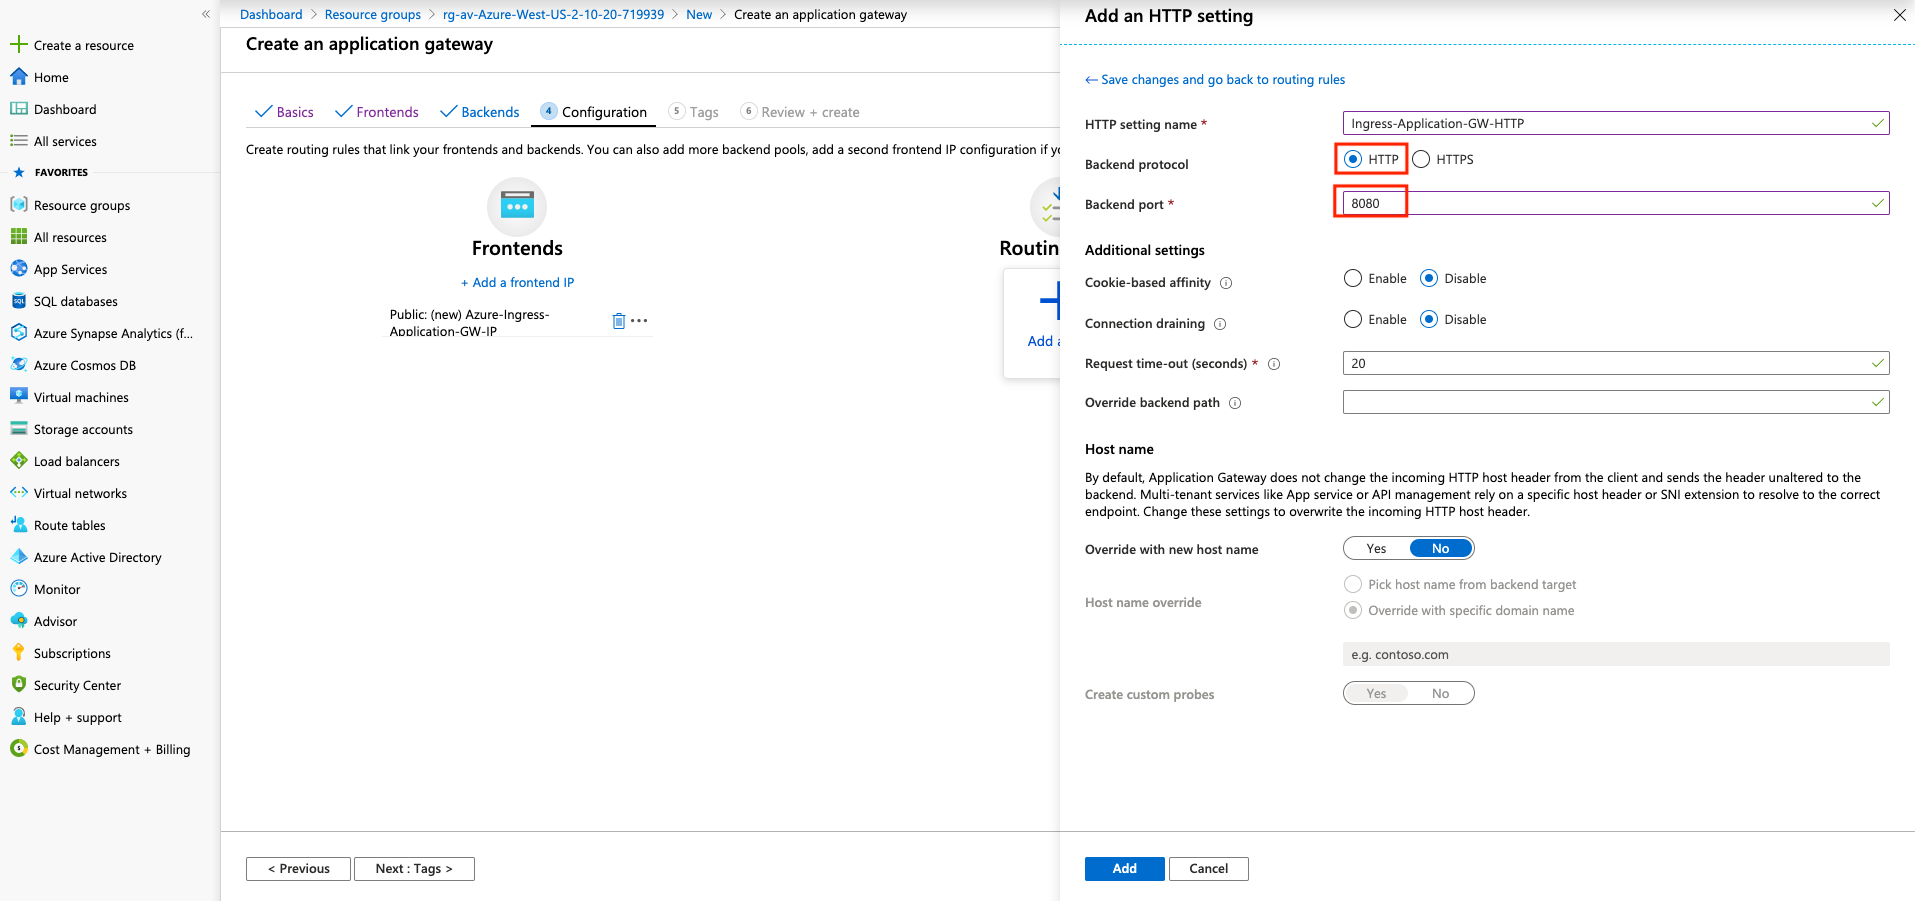 «
Dashboard > Resource groups > rg-av-Azure-West-US-2-10-20-719939 > New > Create an application gateway
Create a resource
Home
Dashboard
All services
FAVORITES
Resource groups
All resources
App Services
SQL databases
Azure Synapse Analytics (f...
Azure Cosmos DB
Virtual machines
Storage accounts
Load balancers
Virtual networks
Route tables
Azure Active Directory
Monitor
Advisor
Subscriptions
Security Center
Help + support
Cost Management + Billing
Create an application gateway
Basics Frontends Backends 4 Configuration 5 Tags 6 Review + create
Create routing rules that link your frontends and backends. You can also add more backend pools, add a second frontend IP configuration if yo
Frontends
+ Add a frontend IP
Public: (new) Azure-Ingress-
Application-GW-IP
Routin
Add a
< Previous
Next : Tags >
Add an HTTP setting
← Save changes and go back to routing rules
HTTP setting name * Ingress-Application-GW-HTTP
Backend protocol HTTP HTTPS
Backend port * 8080
Additional settings
Cookie-based affinity Enable Disable
Connection draining Enable Disable
Request time-out (seconds) * 20
Override backend path
Host name
By default, Application Gateway does not change the incoming HTTP host header from the client and sends the header unaltered to the
backend. Multi-tenant services like App service or API management rely on a specific host header or SNI extension to resolve to the correct
endpoint. Change these settings to overwrite the incoming HTTP host header.
Override with new host name Yes No
Pick host name from backend target
Host name override
Override with specific domain name
e.g. contoso.com
Create custom probes Yes No
Add
Cancel